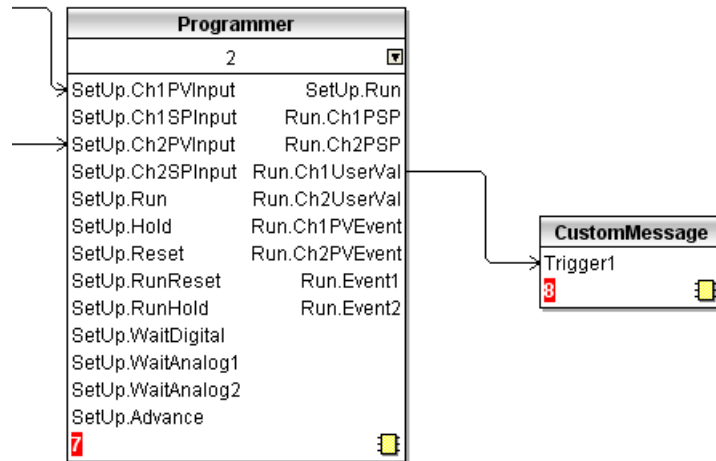 Programmer
2
SetUp.Ch1PVInput SetUp.Run
SetUp.Ch1SPInput Run.Ch1PSP
SetUp.Ch2PVInput Run.Ch2PSP
SetUp.Ch2SPInput Run.Ch1UserVal
SetUp.Run Run.Ch2UserVal
SetUp.Hold Run.Ch1PVEvent
SetUp.Reset Run.Ch2PVEvent
SetUp.RunReset Run.Event1
SetUp.RunHold Run.Event2
SetUp.WaitDigital
SetUp.WaitAnalog1
SetUp.WaitAnalog2
SetUp.Advance
7
CustomMessage
Trigger1
8